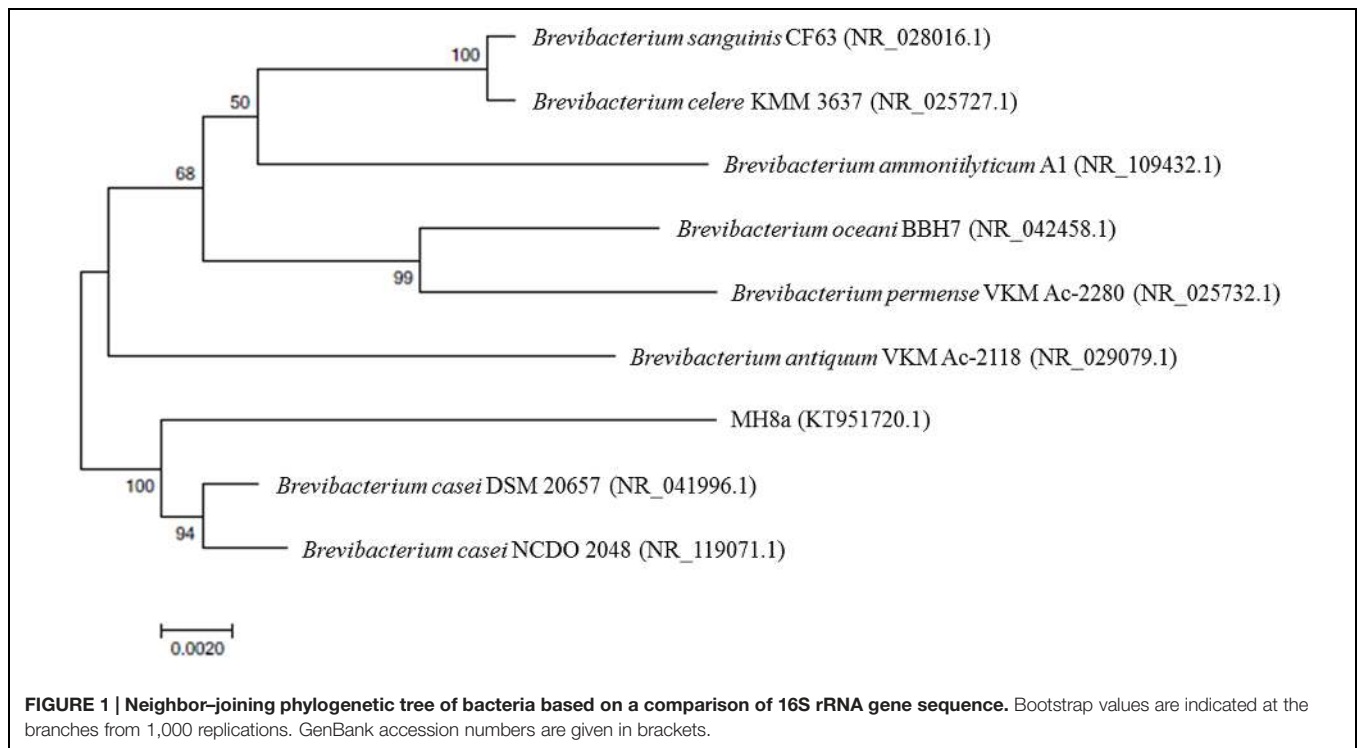 Brevibacterium sanguinis CF63 (NR_028016.1)
100
Brevibacterium celere KMM 3637 (NR_025727.1)
50
Brevibacterium ammoniilyticum A1 (NR_109432.1)
68
Brevibacterium oceani BBH7 (NR_042458.1)
99
Brevibacterium permense VKM Ac-2280 (NR_025732.1)
Brevibacterium antiquum VKM Ac-2118 (NR_029079.1)
MH8a (KT951720.1)
100
Brevibacterium casei DSM 20657 (NR_041996.1)
94
Brevibacterium casei NCDO 2048 (NR_119071.1)
0.0020
FIGURE 1 | Neighbor–joining phylogenetic tree of bacteria based on a comparison of 16S rRNA gene sequence. Bootstrap values are indicated at the
branches from 1,000 replications. GenBank accession numbers are given in brackets.